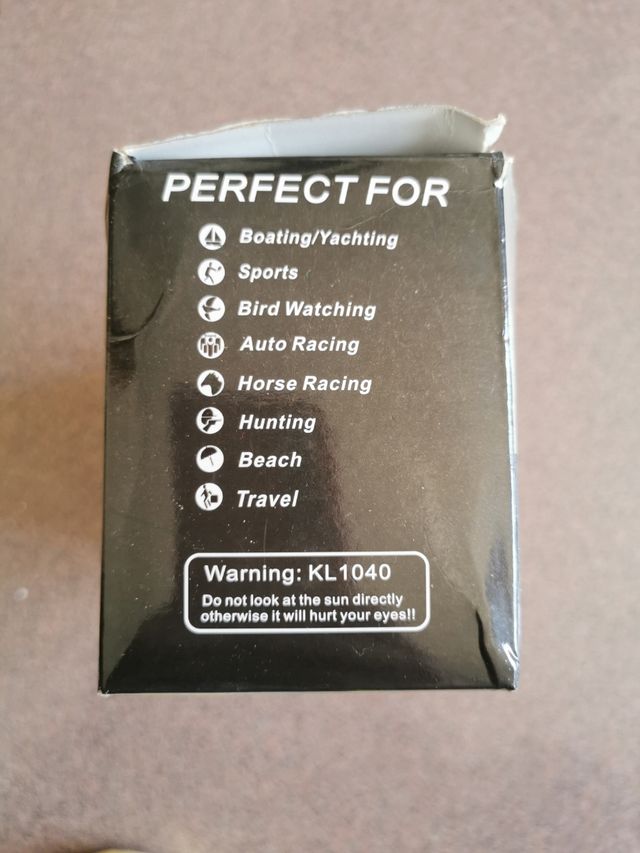 PERFECT FOR
Boating/Yachting
Sports
Bird Watching
Auto Racing
Horse Racing
Hunting
Beach
Travel
Warning: KL1040
Do not look at the sun directly
otherwise it will hurt your eyes!!